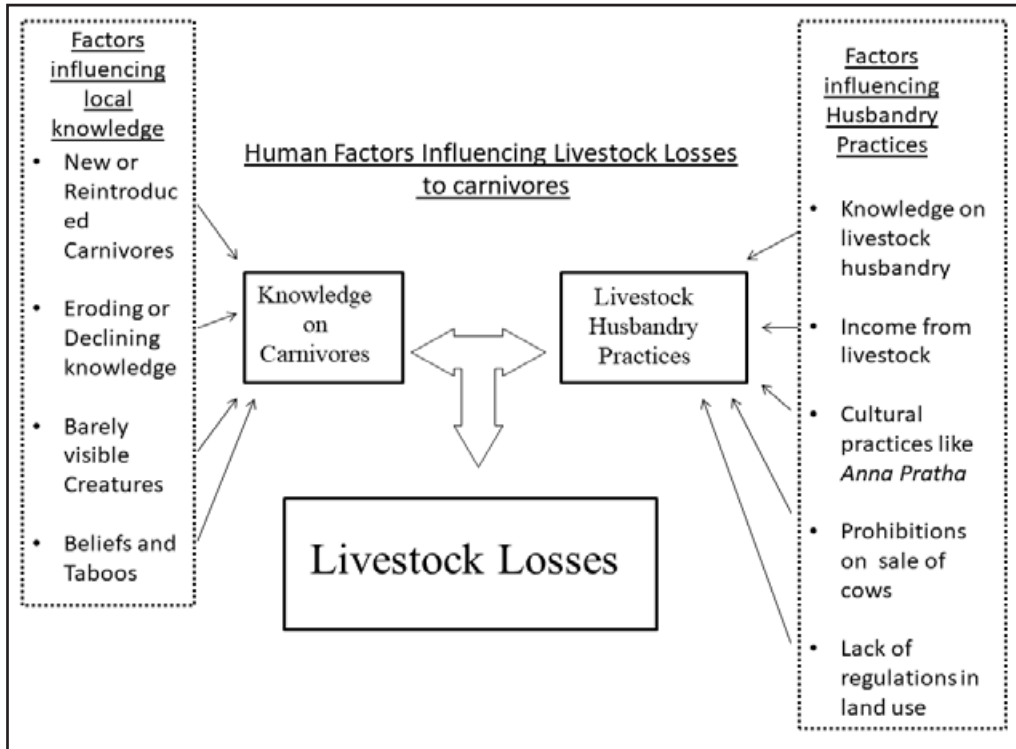 Factors
influencing
local
knowledge
• New or
Reintroduc
ed
Carnivores
• Eroding or
Declining
knowledge
• Barely
visible
Creatures
• Beliefs and
Taboos
Human Factors Influencing Livestock Losses
to carnivores
Knowledge
on
Carnivores
Livestock
Husbandry
Practices
Livestock Losses
Factors
influencing
Husbandry
Practices
• Knowledge on
livestock
husbandry
• Income from
livestock
• Cultural
practices like
Anna Pratha
• Prohibitions
on sale of
cows
• Lack of
regulations in
land use